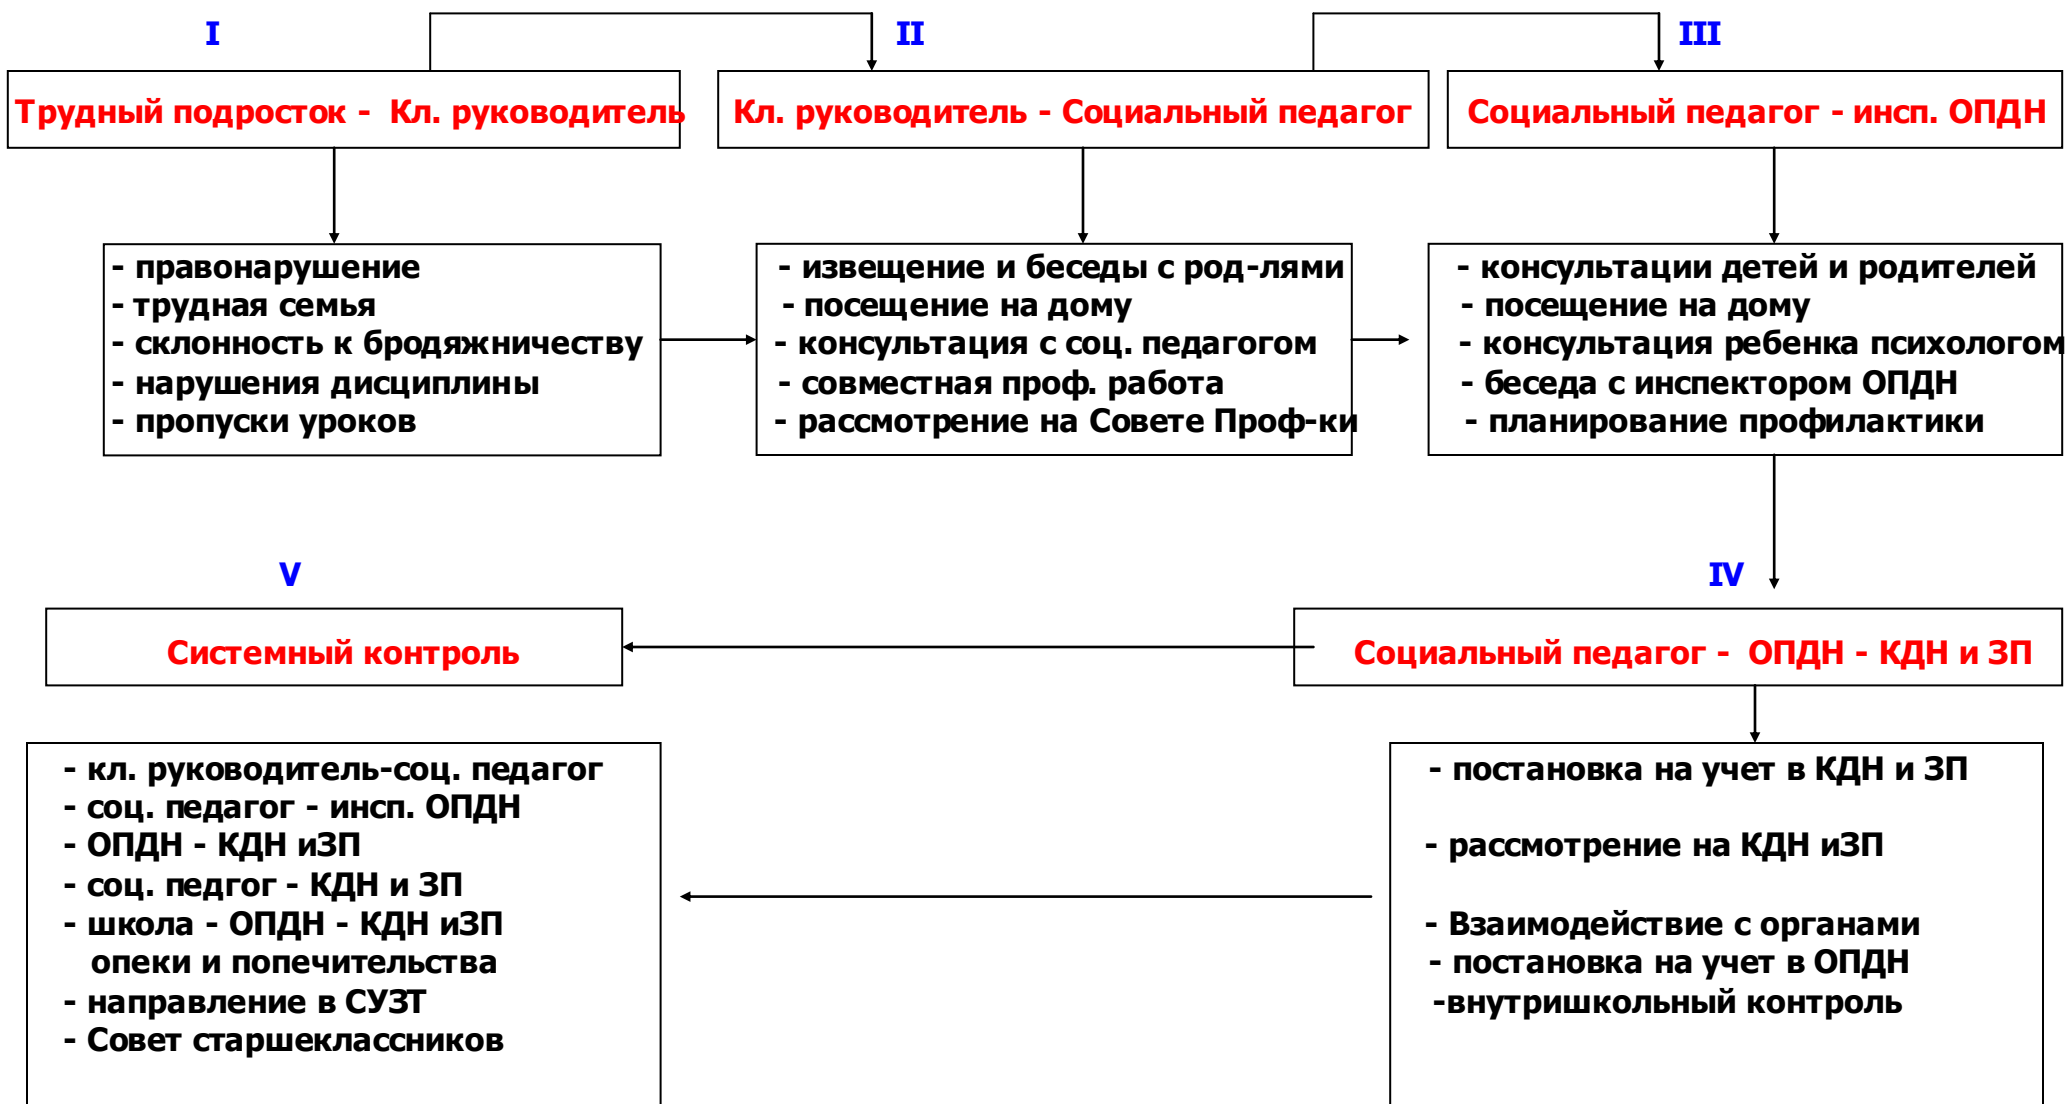 I
II
III
Трудный подросток - Кл. руководитель
Кл. руководитель - Социальный педагог
Социальный педагог - инсп. ОПДН
- правонарушение
- трудная семья
- склонность к бродяжничеству
- нарушения дисциплины
- пропуски уроков
- извещение и беседы с род-лями
- посещение на дому
- консультация с соц. педагогом
- совместная проф. работа
- рассмотрение на Совете Проф-ки
- консультации детей и родителей
- посещение на дому
- консультация ребенка психологом
- беседа с инспектором ОПДН
- планирование профилактики
V
IV
Системный контроль
Социальный педагог - ОПДН - КДН и ЗП
- кл. руководитель-соц. педагог
- соц. педагог - инсп. ОПДН
- ОПДН - КДН иЗП
- соц. педгог - КДН и ЗП
- школа - ОПДН - КДН иЗП
опеки и попечительства
- направление в СУЗТ
- Совет старшеклассников
- постановка на учет в КДН и ЗП
- рассмотрение на КДН иЗП
- Взаимодействие с органами
- постановка на учет в ОПДН
-внутришкольный контроль